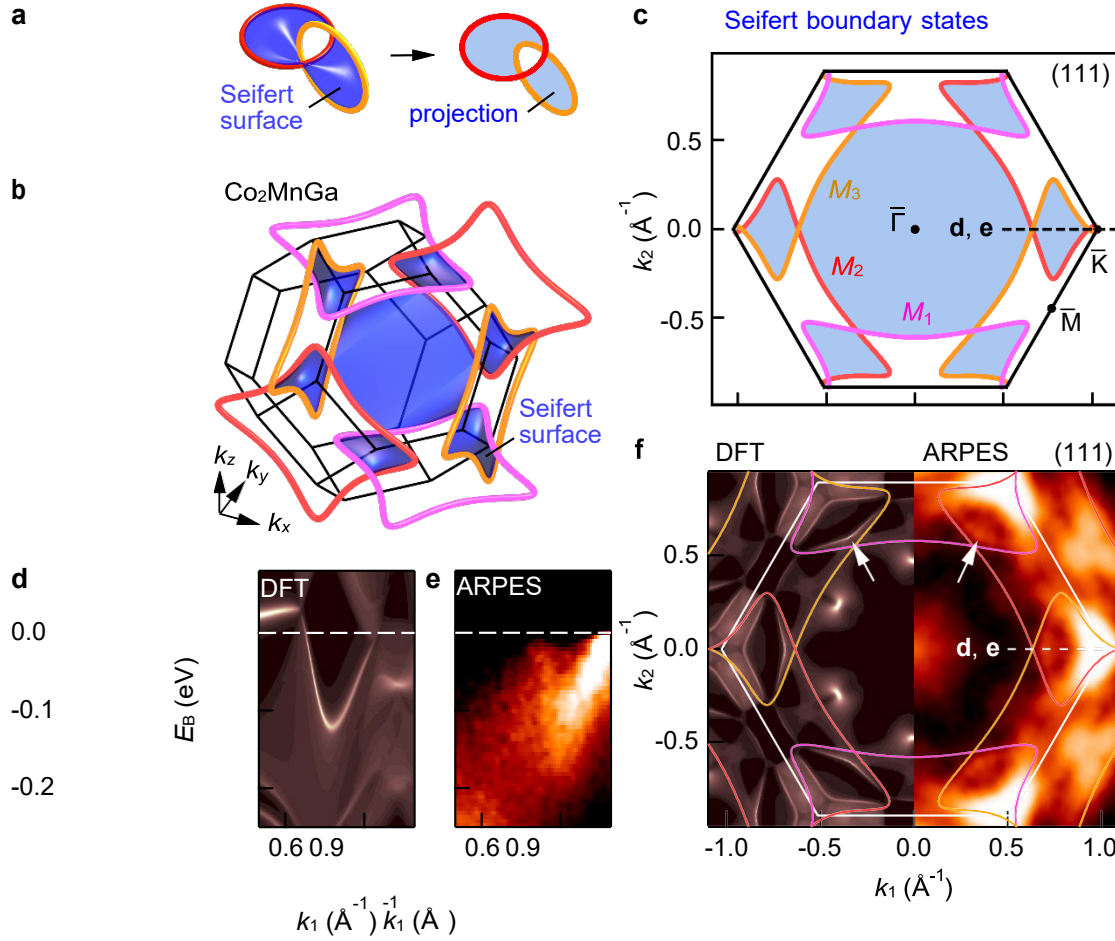 a
Seifert
surface
projection
b
Co₂MnGa
Seifert
surface
kz
ky
kx
c
Seifert boundary states
(111)
k₂ (Å⁻¹)
0.5
0.0
-0.5
M₃
M₂
M₁
Γ̅
d, e
K̅
M̅
d
DFT
e
ARPES
E_B (eV)
0.0
-0.1
-0.2
0.6 0.9
0.6 0.9
k₁ (Å⁻¹) k₁⁻¹ (Å)
f
DFT
ARPES
(111)
k₂ (Å⁻¹)
0.5
0.0
-0.5
d, e
-1.0
-0.5
0.0
0.5
1.0
k₁ (Å⁻¹)